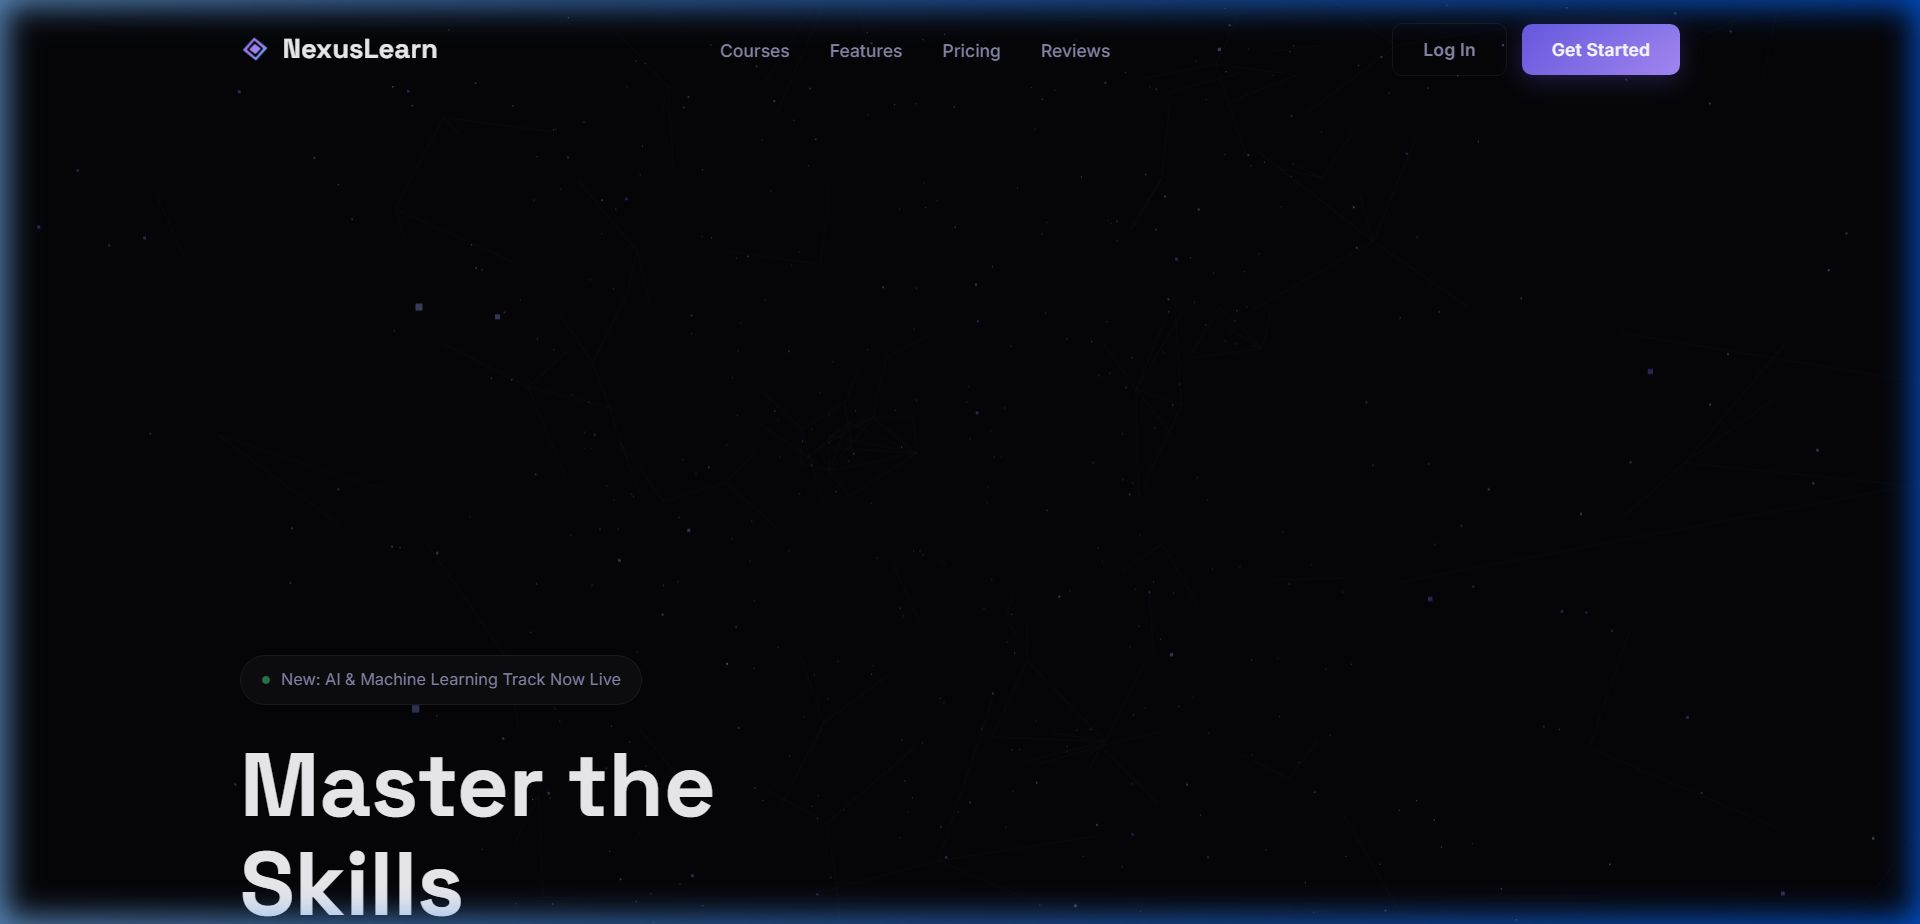 NexusLearn
Courses
Features
Pricing
Reviews
Log In
Get Started
New: AI & Machine Learning Track Now Live
Master the
Skills